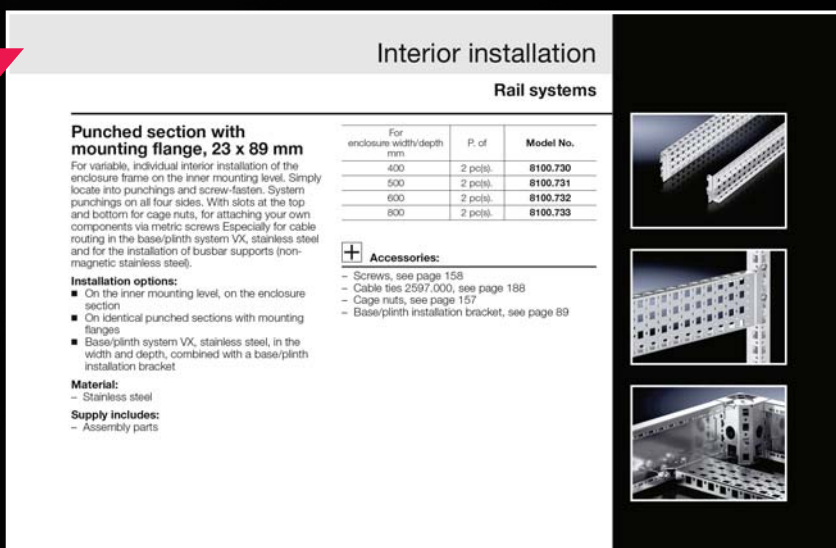 Interior installation
Rail systems
Punched section with
mounting flange, 23 x 89 mm
For variable, individual interior installation of the
enclosure frame on the inner mounting level. Simply
locate into punchings and screw-fasten. System
punchings on all four sides. With slots at the top
and bottom for cage nuts, for attaching your own
components via metric screws Especially for cable
routing in the base/plinth system VX, stainless steel
and for the installation of busbar supports (non-
magnetic stainless steel).
Installation options:
■ On the inner mounting level, on the enclosure
section
■ On identical punched sections with mounting
flanges
■ Base/plinth system VX, stainless steel, in the
width and depth, combined with a base/plinth
installation bracket
Material:
– Stainless steel
Supply includes:
– Assembly parts
For
enclosure width/depth
mm P. of Model No.
400 2 pc(s). 8100.730
500 2 pc(s). 8100.731
600 2 pc(s). 8100.732
800 2 pc(s). 8100.733
Accessories:
– Screws, see page 158
– Cable ties 2597.000, see page 188
– Cage nuts, see page 157
– Base/plinth installation bracket, see page 89